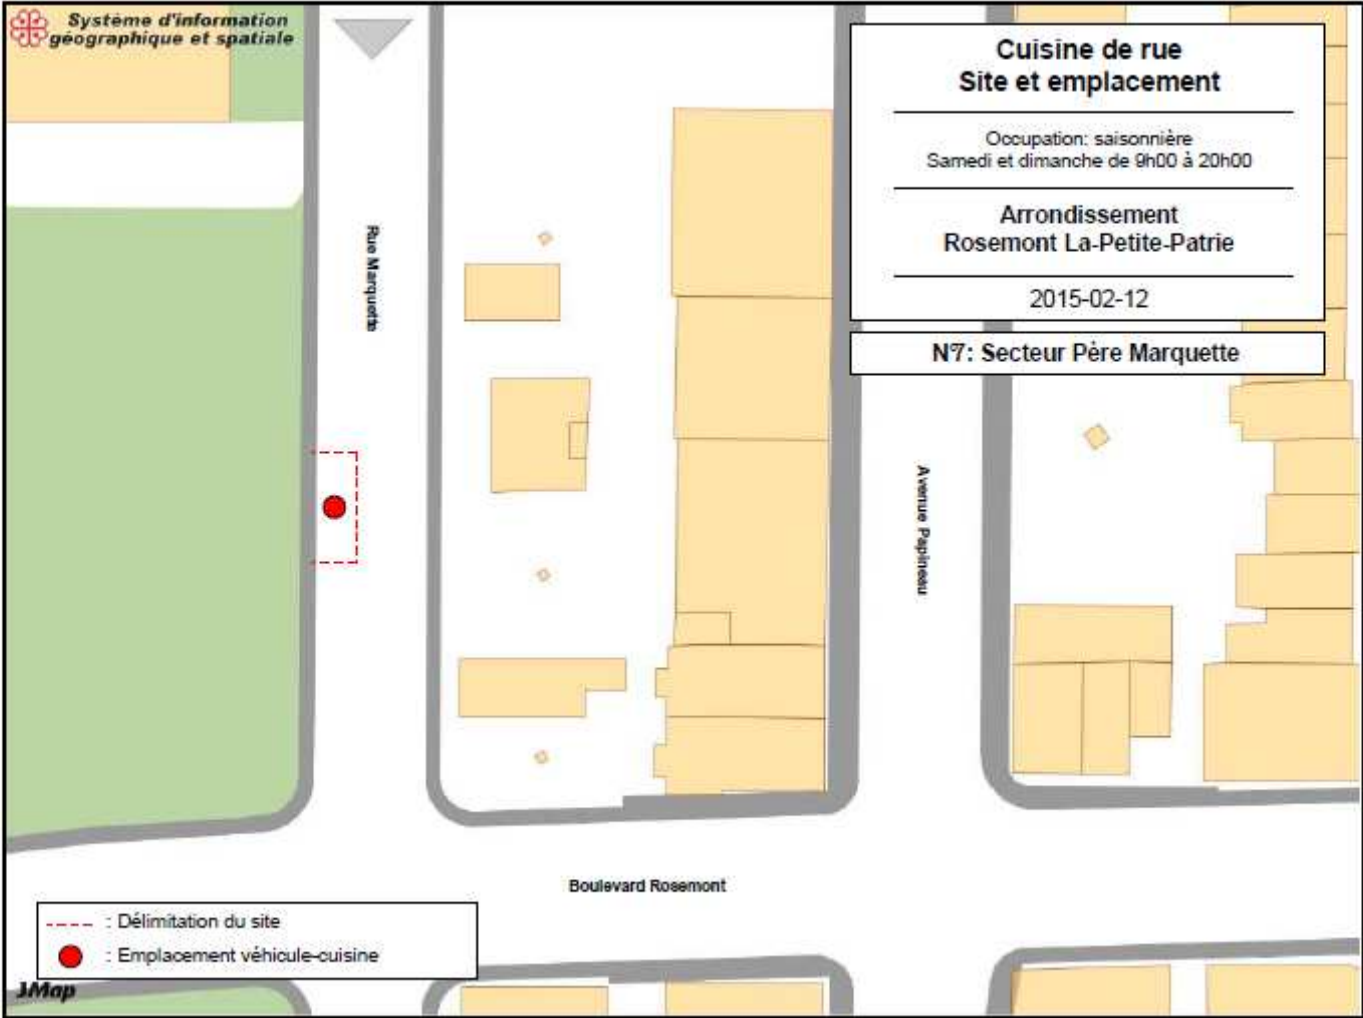 Système d'information
géographique et spatiale
Cuisine de rue
Site et emplacement
Occupation: saisonnière
Samedi et dimanche de 9h00 à 20h00
Arrondissement
Rosemont La-Petite-Patrie
2015-02-12
N°7: Secteur Père Marquette
Rue Marquette
Avenue Papineau
Boulevard Rosemont
: Délimitation du site
: Emplacement véhicule-cuisine
JMap